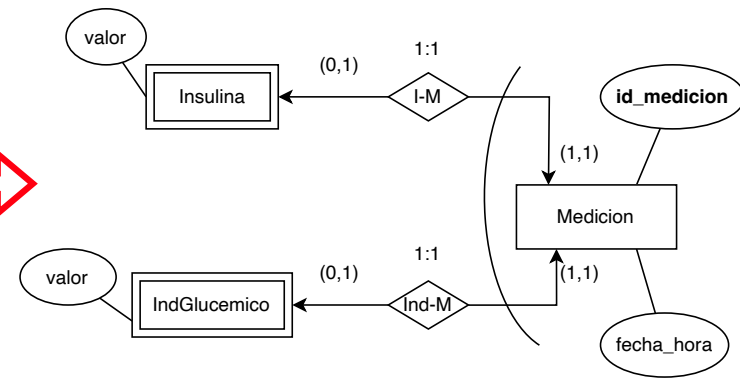 valor
Insulina
(0,1)
1:1
I-M
id_medicion
(1,1)
Medicion
valor
IndGlucemico
(0,1)
1:1
Ind-M
(1,1)
fecha_hora